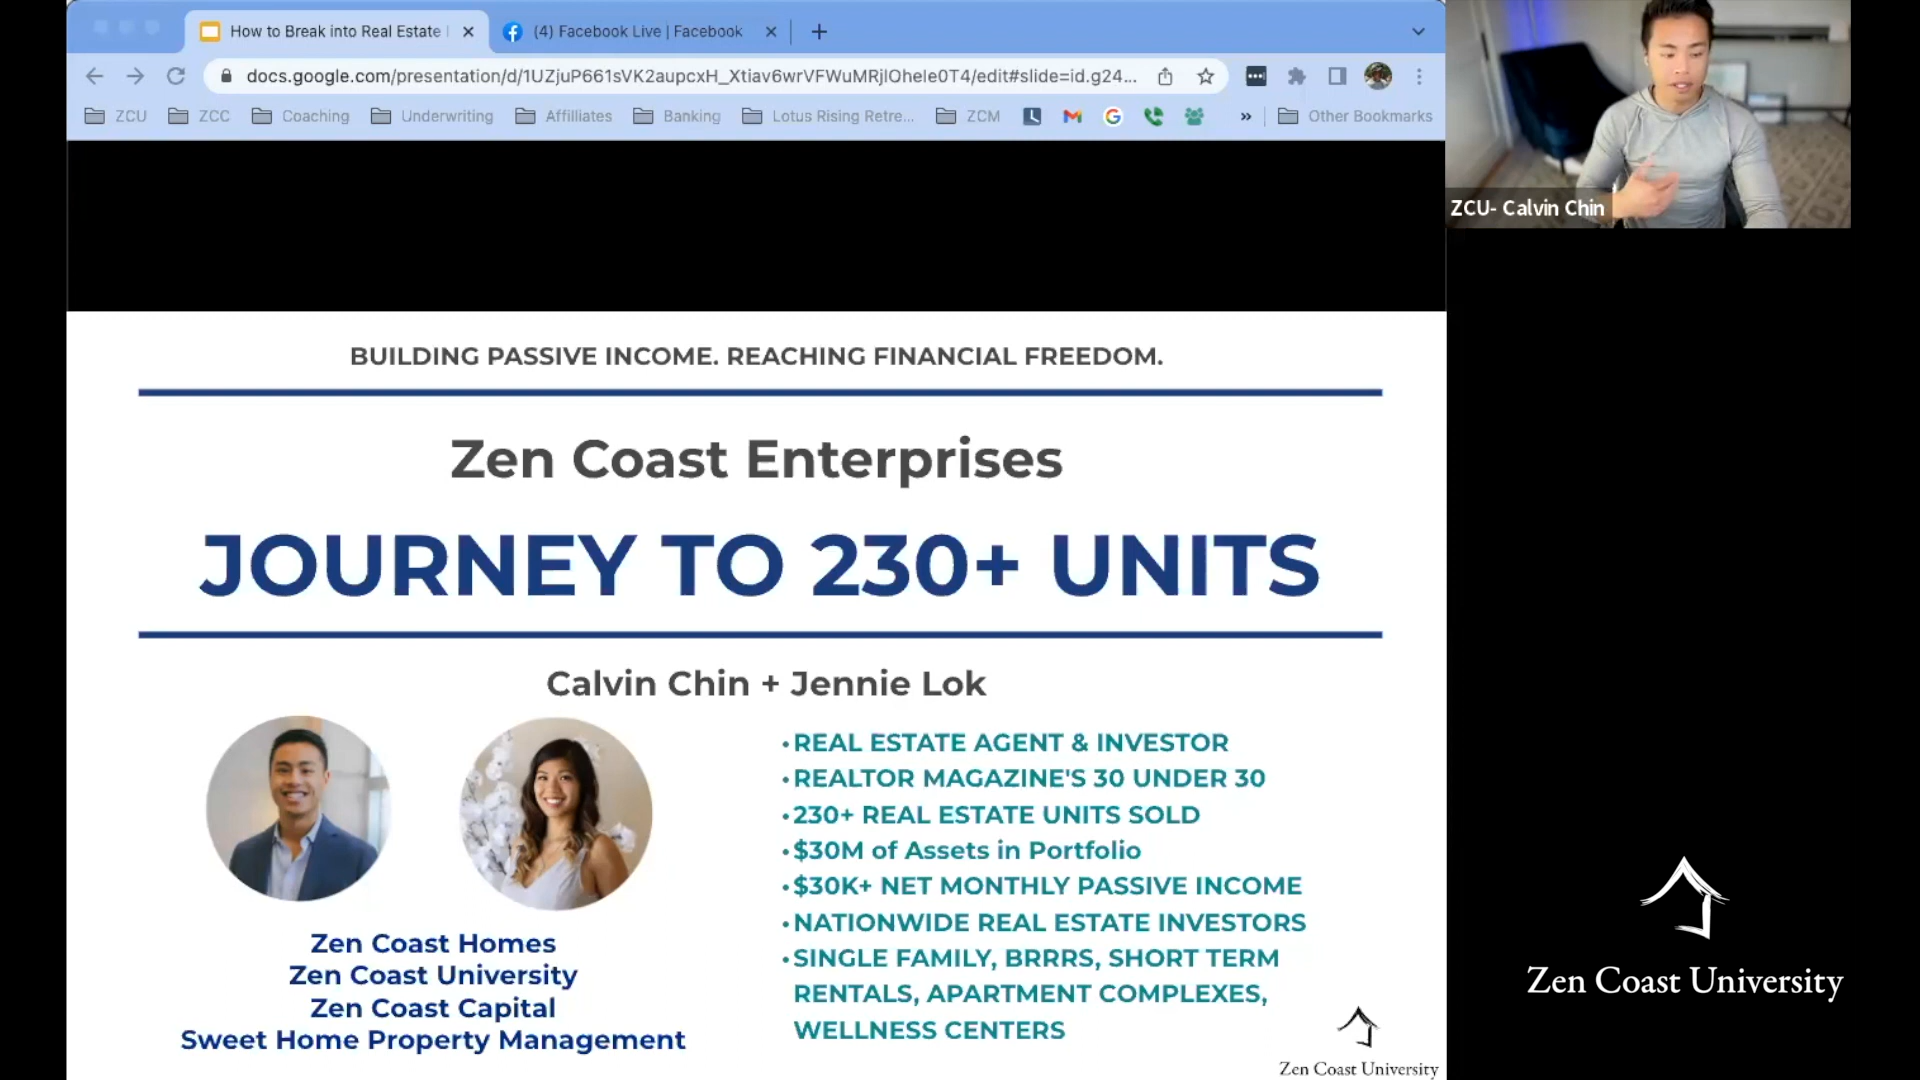 How to Break into Real Estate
(4) Facebook Live | Facebook
docs.google.com/presentation/d/1UZjuP661sVK2aupcxH_Xtiav6wrVFWuMRjlOhele0T4/edit#slide=id.g24...
ZCU
ZCC
Coaching
Underwriting
Affilliates
Banking
Lotus Rising Retre...
ZCM
Other Bookmarks
ZCU- Calvin Chin
BUILDING PASSIVE INCOME. REACHING FINANCIAL FREEDOM.
Zen Coast Enterprises
JOURNEY TO 230+ UNITS
Calvin Chin + Jennie Lok
Zen Coast Homes
Zen Coast University
Zen Coast Capital
Sweet Home Property Management
•REAL ESTATE AGENT & INVESTOR
•REALTOR MAGAZINE'S 30 UNDER 30
•230+ REAL ESTATE UNITS SOLD
•$30M of Assets in Portfolio
•$30K+ NET MONTHLY PASSIVE INCOME
•NATIONWIDE REAL ESTATE INVESTORS
•SINGLE FAMILY, BRRRS, SHORT TERM
RENTALS, APARTMENT COMPLEXES,
WELLNESS CENTERS
Zen Coast University
Zen Coast University